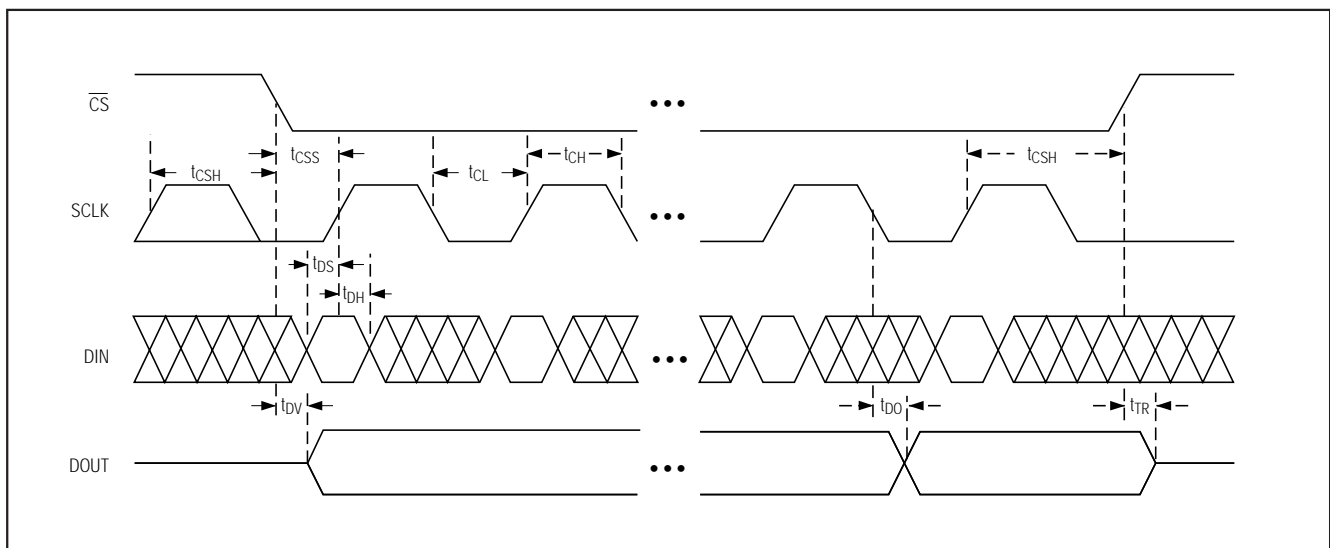 CS
•••
tCSS
tCH
tCSH
tCSH
tCL
SCLK
•••
tDS
tDH
DIN
•••
tDV
tDO
tTR
DOUT
•••